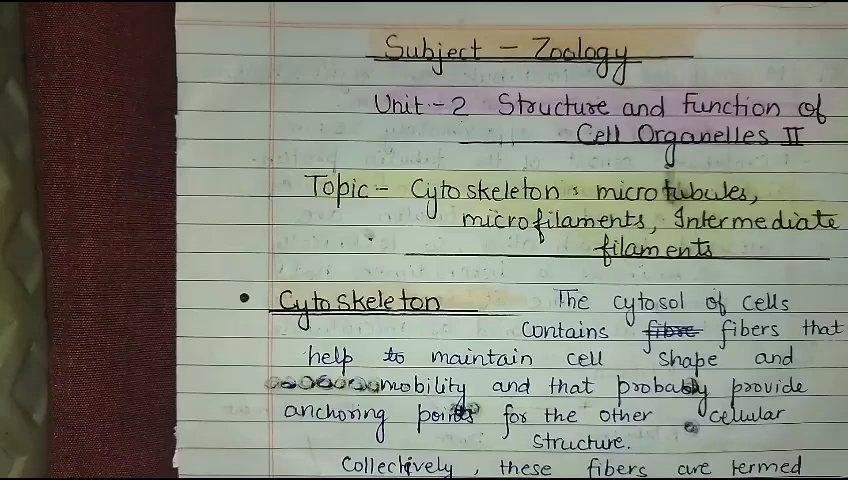 Subject - Zoology
Unit-2 Structure and Function of
Cell Organelles II
Topic- Cytoskeleton: microtubules,
microfilaments, Intermediate
filaments
• Cytoskeleton The cytosol of cells
contains fibre fibers that
help to maintain cell shape and
mobility and that probably provide
anchoring points for the other cellular
structure.
Collectively, these fibers are termed